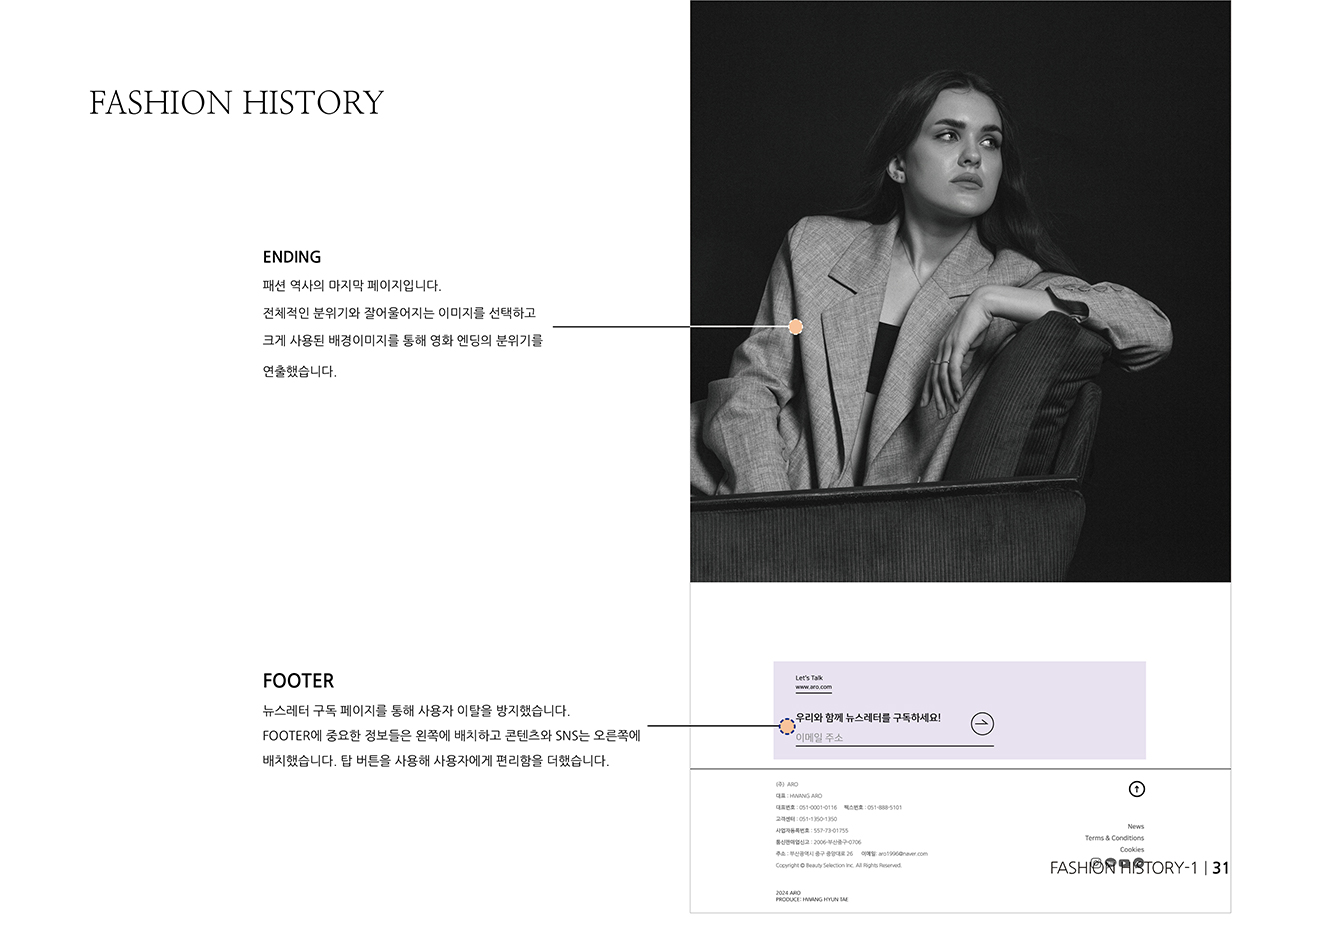 FASHION HISTORY
ENDING
패션 역사의 마지막 페이지입니다.
전체적인 분위기와 잘어울어지는 이미지를 선택하고
크게 사용된 배경이미지를 통해 영화 엔딩의 분위기를
연출했습니다.
FOOTER
뉴스레터 구독 페이지를 통해 사용자 이탈을 방지했습니다.
FOOTER에 중요한 정보들은 왼쪽에 배치하고 콘텐츠와 SNS는 오른쪽에
배치했습니다. 탑 버튼을 사용해 사용자에게 편리함을 더했습니다.
Let's Talk
www.aro.com
우리와 함께 뉴스레터를 구독하세요!
이메일 주소
(주) ARO
대표 : HWANG ARO
대표번호 : 051-0001-0116 팩스번호 : 051-888-5101
고객센터 : 051-1350-1350
사업자등록번호 : 557-73-01755
통신판매업신고 : 2006-부산중구-0706
주소 : 부산광역시 중구 중앙대로 26 이메일: aro1996@naver.com
Copyright © Beauty Selection Inc. All Rights Reserved.
2024 ARO
PRODUCE: HWANG HYUN TAE
News
Terms & Conditions
Cookies
FASHION HISTORY-1 | 31